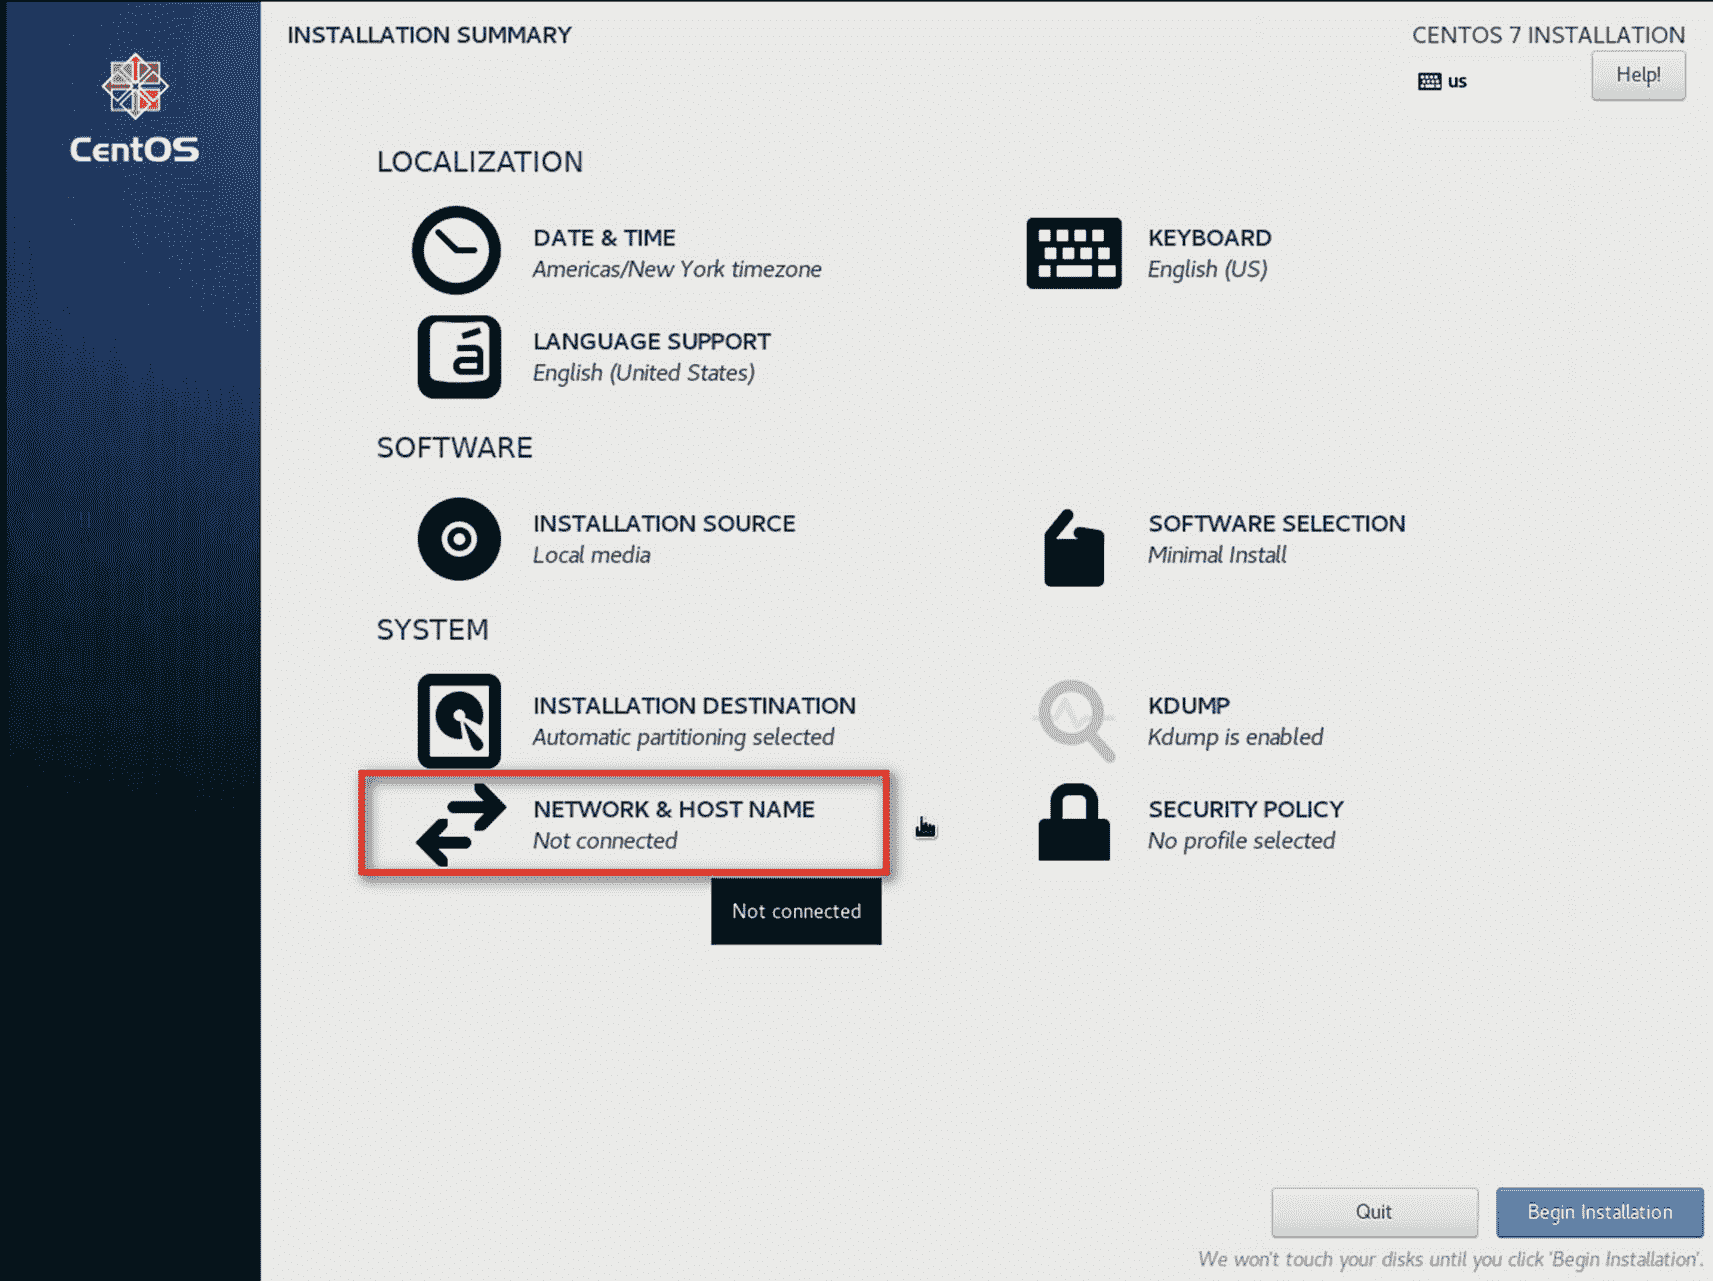 INSTALLATION SUMMARY
CENTOS 7 INSTALLATION
us
Help!
CentOS
LOCALIZATION
DATE & TIME
Americas/New York timezone
KEYBOARD
English (US)
á
LANGUAGE SUPPORT
English (United States)
SOFTWARE
INSTALLATION SOURCE
Local media
SOFTWARE SELECTION
Minimal Install
SYSTEM
INSTALLATION DESTINATION
Automatic partitioning selected
KDUMP
Kdump is enabled
NETWORK & HOST NAME
Not connected
SECURITY POLICY
No profile selected
Not connected
Quit
Begin Installation
We won't touch your disks until you click 'Begin Installation'.